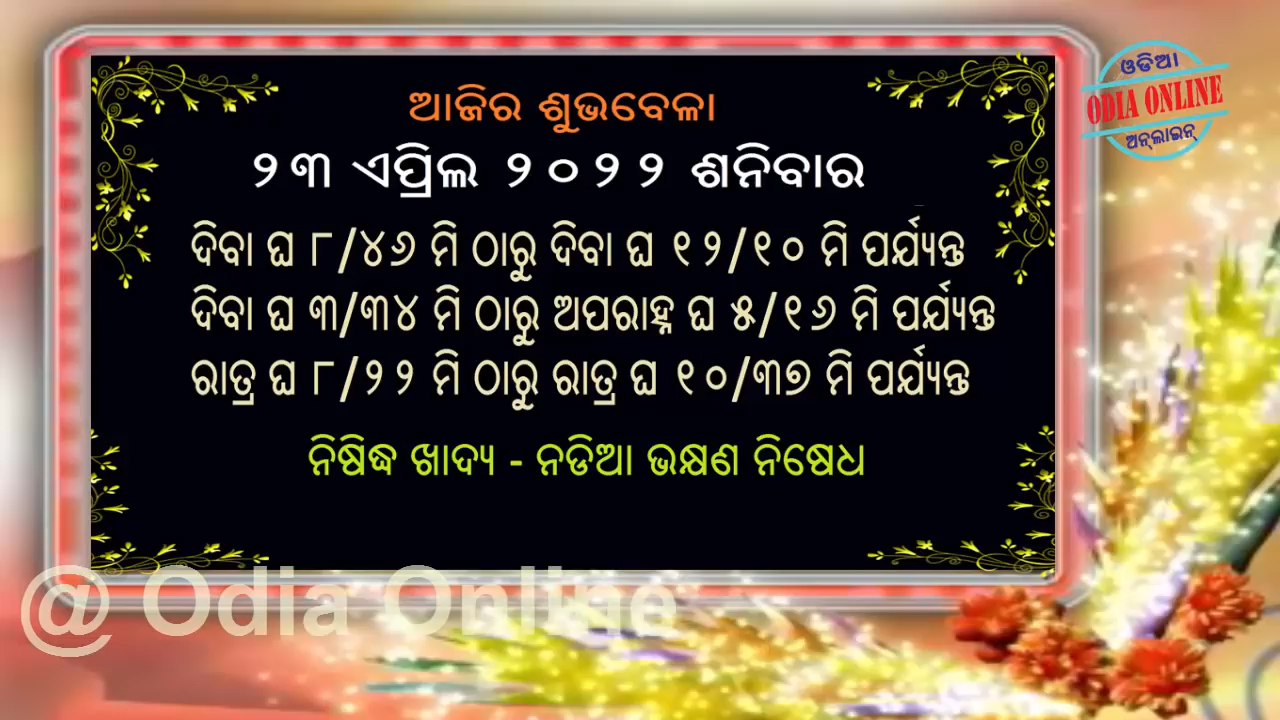 ଆଜିର ଶୁଭବେଳା
୨୩ ଏପ୍ରିଲ ୨୦୨୨ ଶନିବାର
ଦିବା ଘ ୮/୪୬ ମି ଠାରୁ ଦିବା ଘ ୧୨/୧୦ ମି ପର୍ଯ୍ୟନ୍ତ
ଦିବା ଘ ୩/୩୪ ମି ଠାରୁ ଅପରାହ୍ନ ଘ ୫/୧୬ ମି ପର୍ଯ୍ୟନ୍ତ
ରାତ୍ର ଘ ୮/୨୨ ମି ଠାରୁ ରାତ୍ର ଘ ୧୦/୩୭ ମି ପର୍ଯ୍ୟନ୍ତ
ନିଷିଦ୍ଧ ଖାଦ୍ୟ - ନଡିଆ ଭକ୍ଷଣ ନିଷେଧ
ଓଡିଆ
ODIA ONLINE
ଅନ୍‌ଲାଇନ୍
@ Odia Online